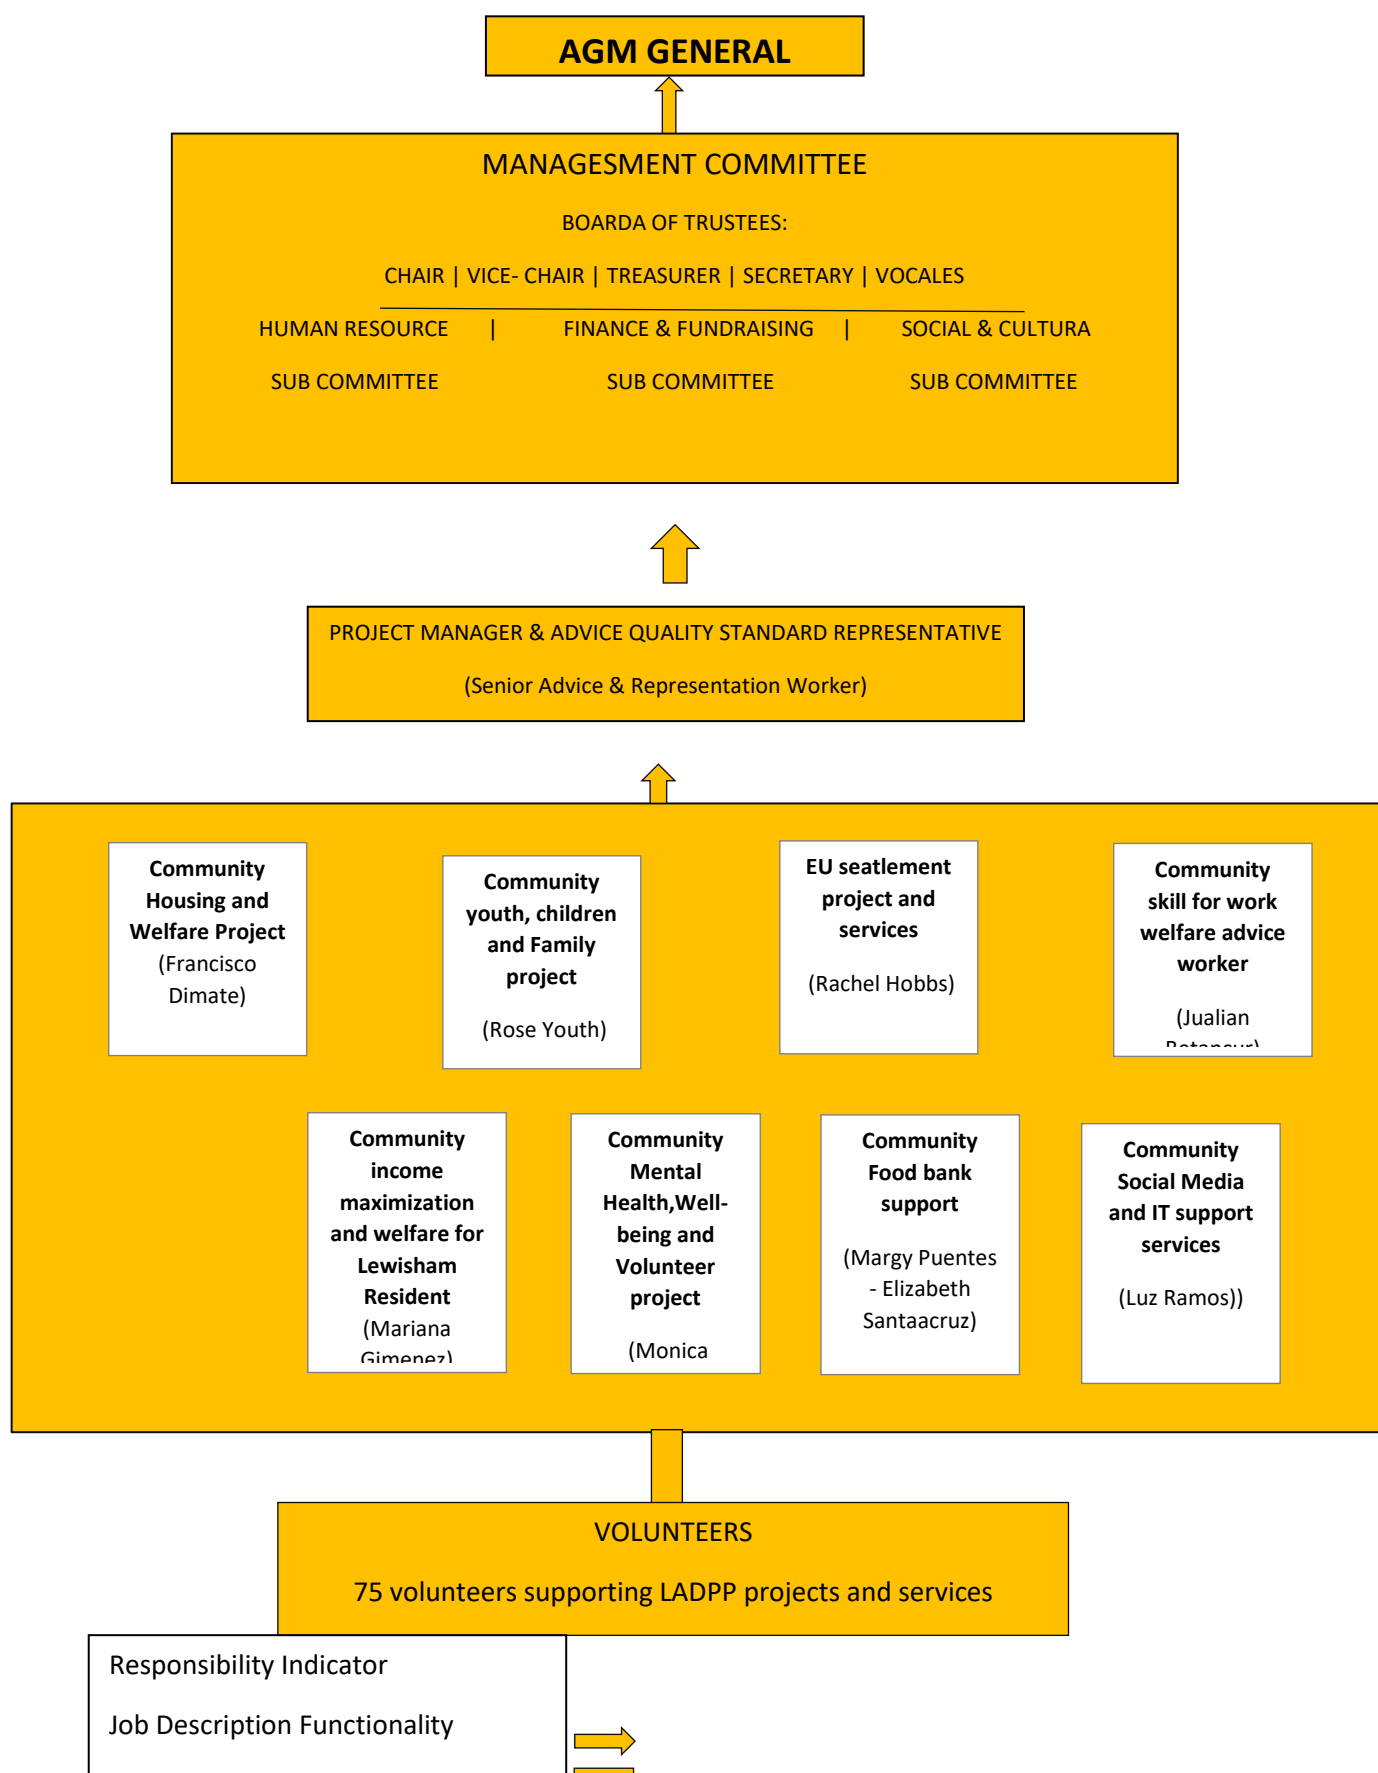 AGM GENERAL
MANAGESMENT COMMITTEE
BOARDA OF TRUSTEES:
CHAIR | VICE- CHAIR | TREASURER | SECRETARY | VOCALES
HUMAN RESOURCE | FINANCE & FUNDRAISING | SOCIAL & CULTURA
SUB COMMITTEE SUB COMMITTEE SUB COMMITTEE
PROJECT MANAGER & ADVICE QUALITY STANDARD REPRESENTATIVE
(Senior Advice & Representation Worker)
Community
Housing and
Welfare Project
(Francisco
Dimate)
Community
youth, children
and Family
project
(Rose Youth)
EU seatlement
project and
services
(Rachel Hobbs)
Community
skill for work
welfare advice
worker
(Jualian
Betancur)
Community
income
maximization
and welfare for
Lewisham
Resident
(Mariana
Gimenez)
Community
Mental
Health,Well-
being and
Volunteer
project
(Monica
Community
Food bank
support
(Margy Puentes
- Elizabeth
Santaacruz)
Community
Social Media
and IT support
services
(Luz Ramos))
VOLUNTEERS
75 volunteers supporting LADPP projects and services
Responsibility Indicator
Job Description Functionality